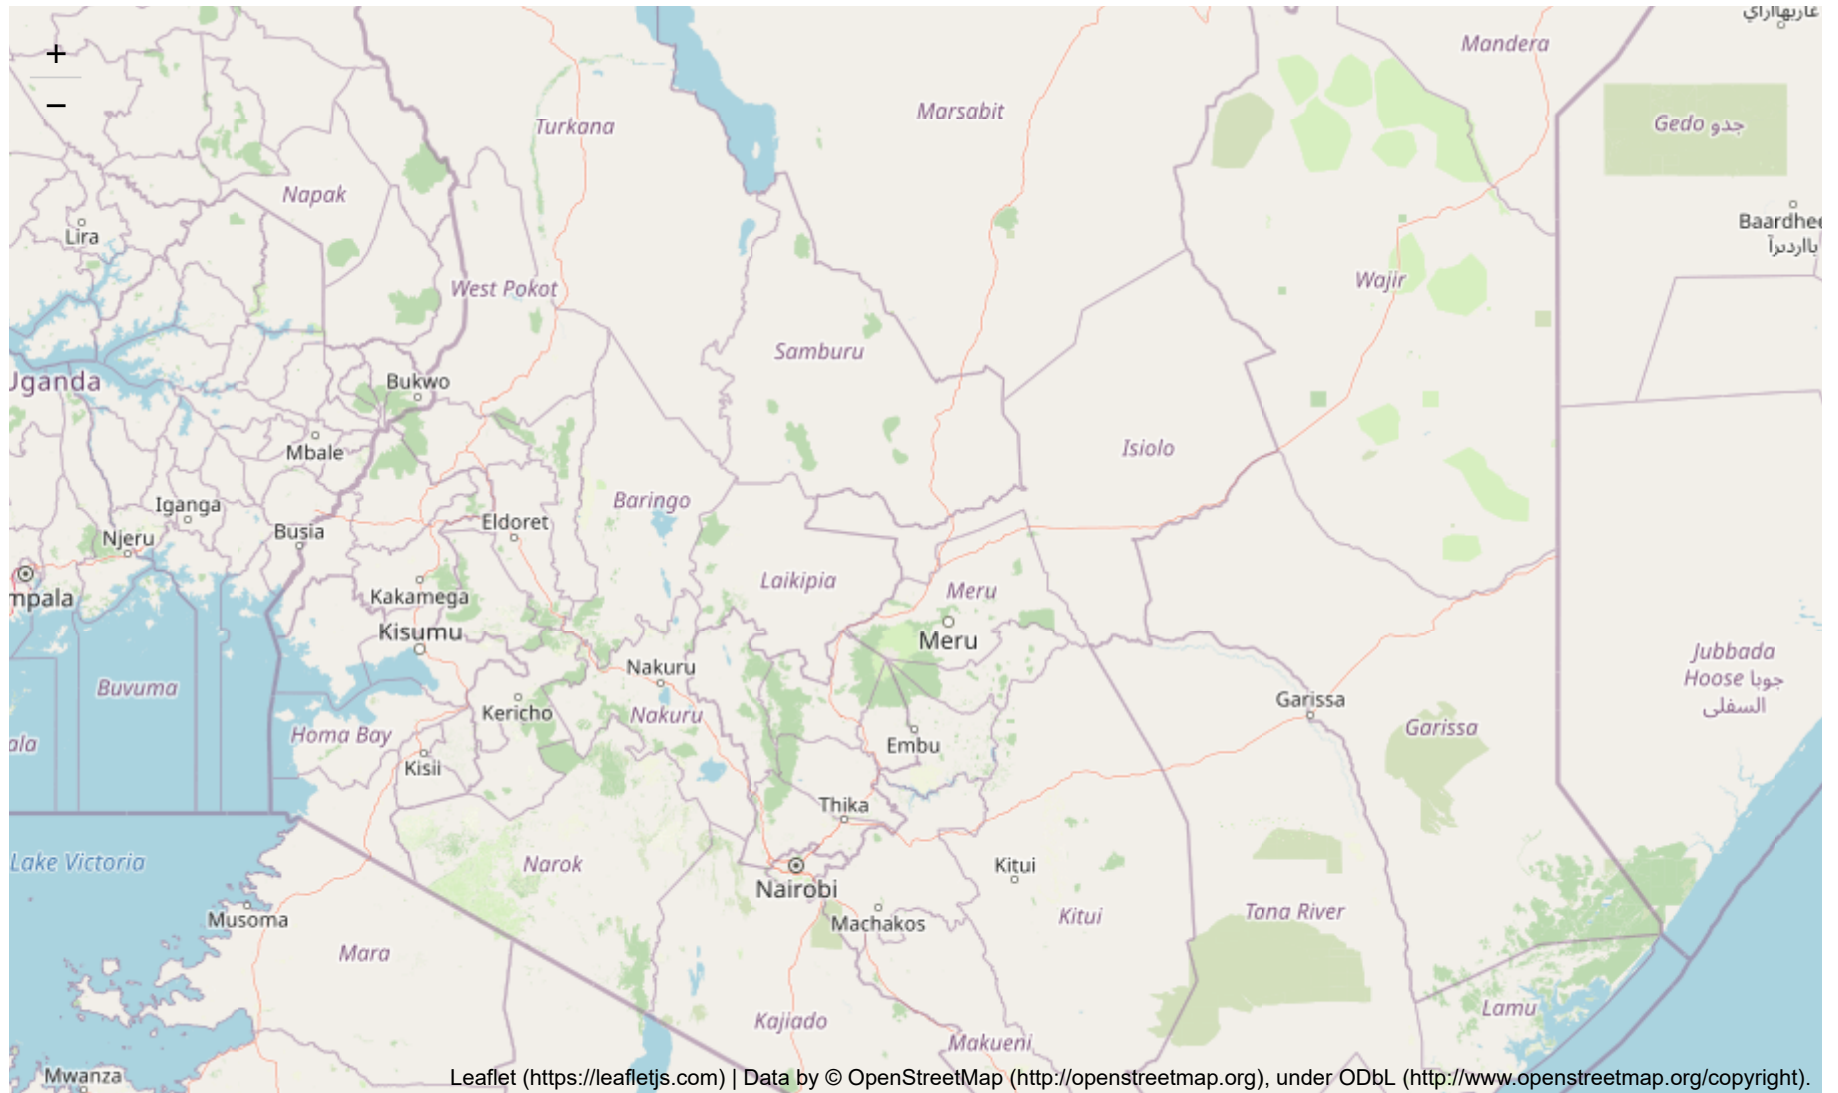 غاربهاراي
+
Mandera
−
Marsabit
Gedo جدو
Turkana
Napak
Baardhee
Lira
بااردیرآ
Wajir
West Pokot
Samburu
Uganda
Bukwo
Isiolo
Mbale
Baringo
Iganga
Eldoret
Busia
Njeru
Laikipia
Meru
Kakamega
mpala
Kisumu
Meru
Jubbada
Hoose جوبا
السفلى
Nakuru
Buvuma
Garissa
Kericho
Nakuru
Garissa
Homa Bay
ala
Embu
Kisii
Thika
Lake Victoria
Narok
Kitui
Nairobi
Tana River
Kitui
Musoma
Machakos
Mara
Lamu
Kajiado
Makueni
Mwanza
Leaflet (https://leafletjs.com) | Data by © OpenStreetMap (http://openstreetmap.org), under ODbL (http://www.openstreetmap.org/copyright).